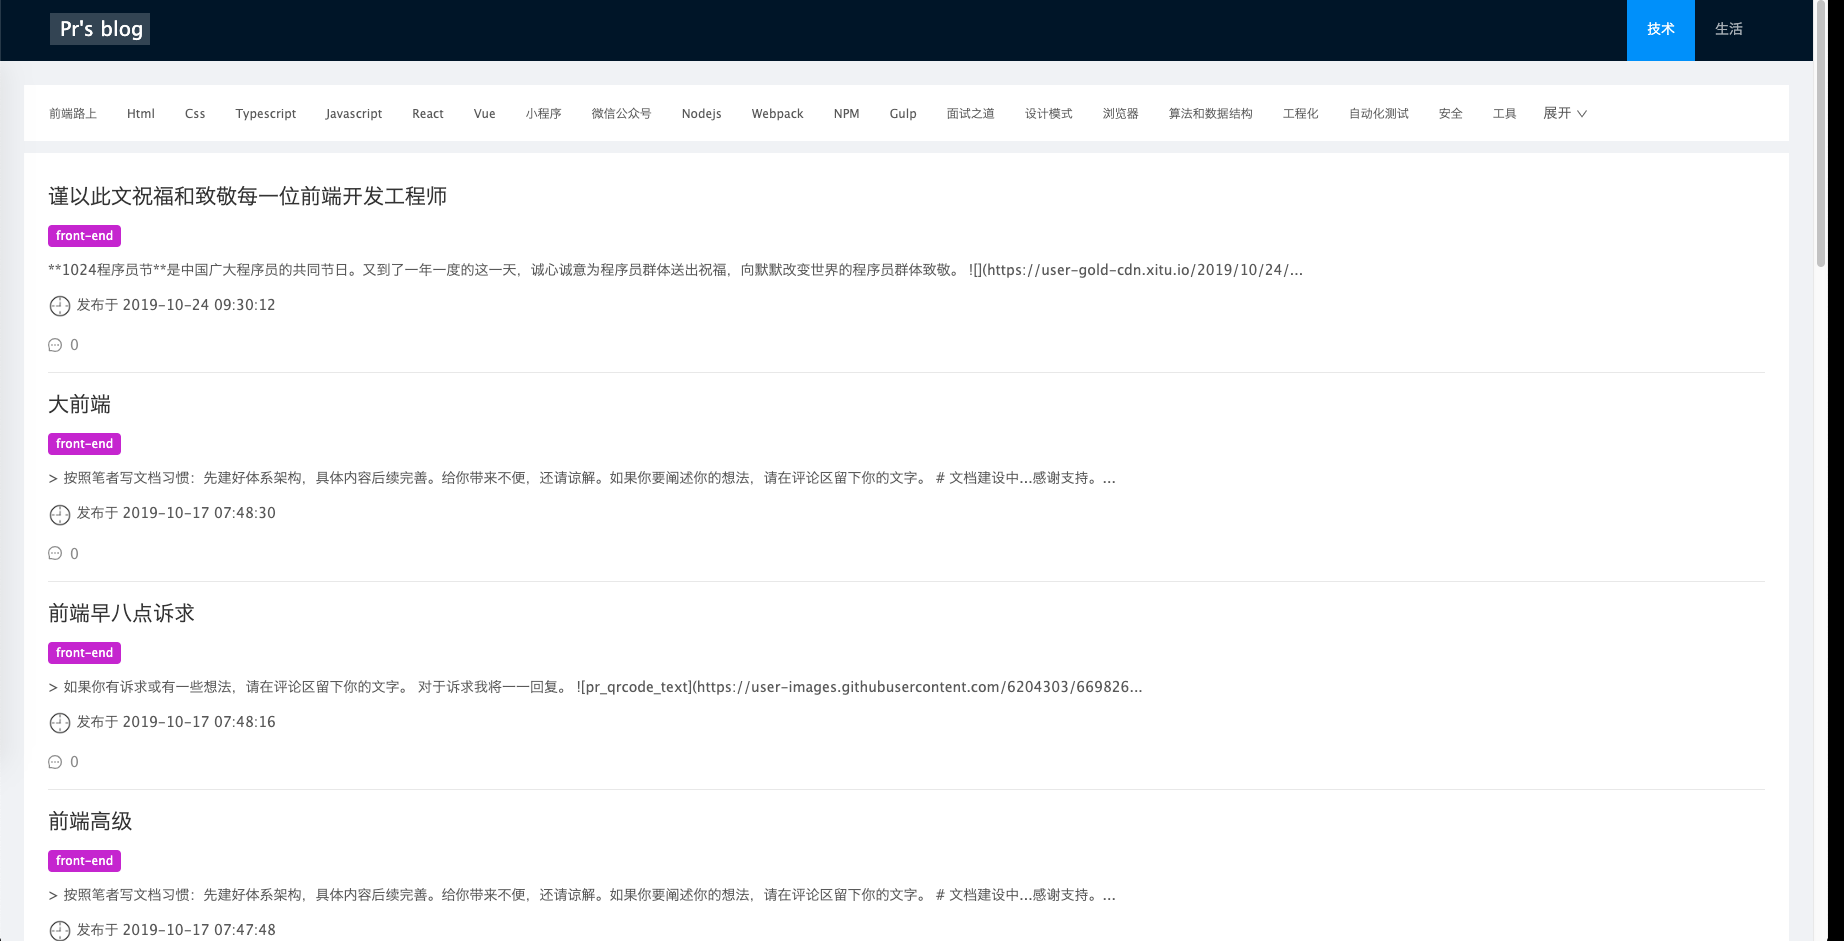 Pr's blog 技术 生活
前端路上 Html Css Typescript Javascript React Vue 小程序 微信公众号 Nodejs Webpack NPM Gulp 面试之道 设计模式 浏览器 算法和数据结构 工程化 自动化测试 安全 工具 展开
谨以此文祝福和致敬每一位前端开发工程师
front-end
**1024程序员节**是中国广大程序员的共同节日。又到了一年一度的这一天，诚心诚意为程序员群体送出祝福，向默默改变世界的程序员群体致敬。 ![](https://user-gold-cdn.xitu.io/2019/10/24/...
发布于 2019-10-24 09:30:12
0
大前端
front-end
> 按照笔者写文档习惯：先建好体系架构，具体内容后续完善。给你带来不便，还请谅解。如果你要阐述你的想法，请在评论区留下你的文字。 # 文档建设中...感谢支持。...
发布于 2019-10-17 07:48:30
0
前端早八点诉求
front-end
> 如果你有诉求或有一些想法，请在评论区留下你的文字。 对于诉求我将一一回复。 ![pr_qrcode_text](https://user-images.githubusercontent.com/6204303/669826...
发布于 2019-10-17 07:48:16
0
前端高级
front-end
> 按照笔者写文档习惯：先建好体系架构，具体内容后续完善。给你带来不便，还请谅解。如果你要阐述你的想法，请在评论区留下你的文字。 # 文档建设中...感谢支持。...
发布于 2019-10-17 07:47:48